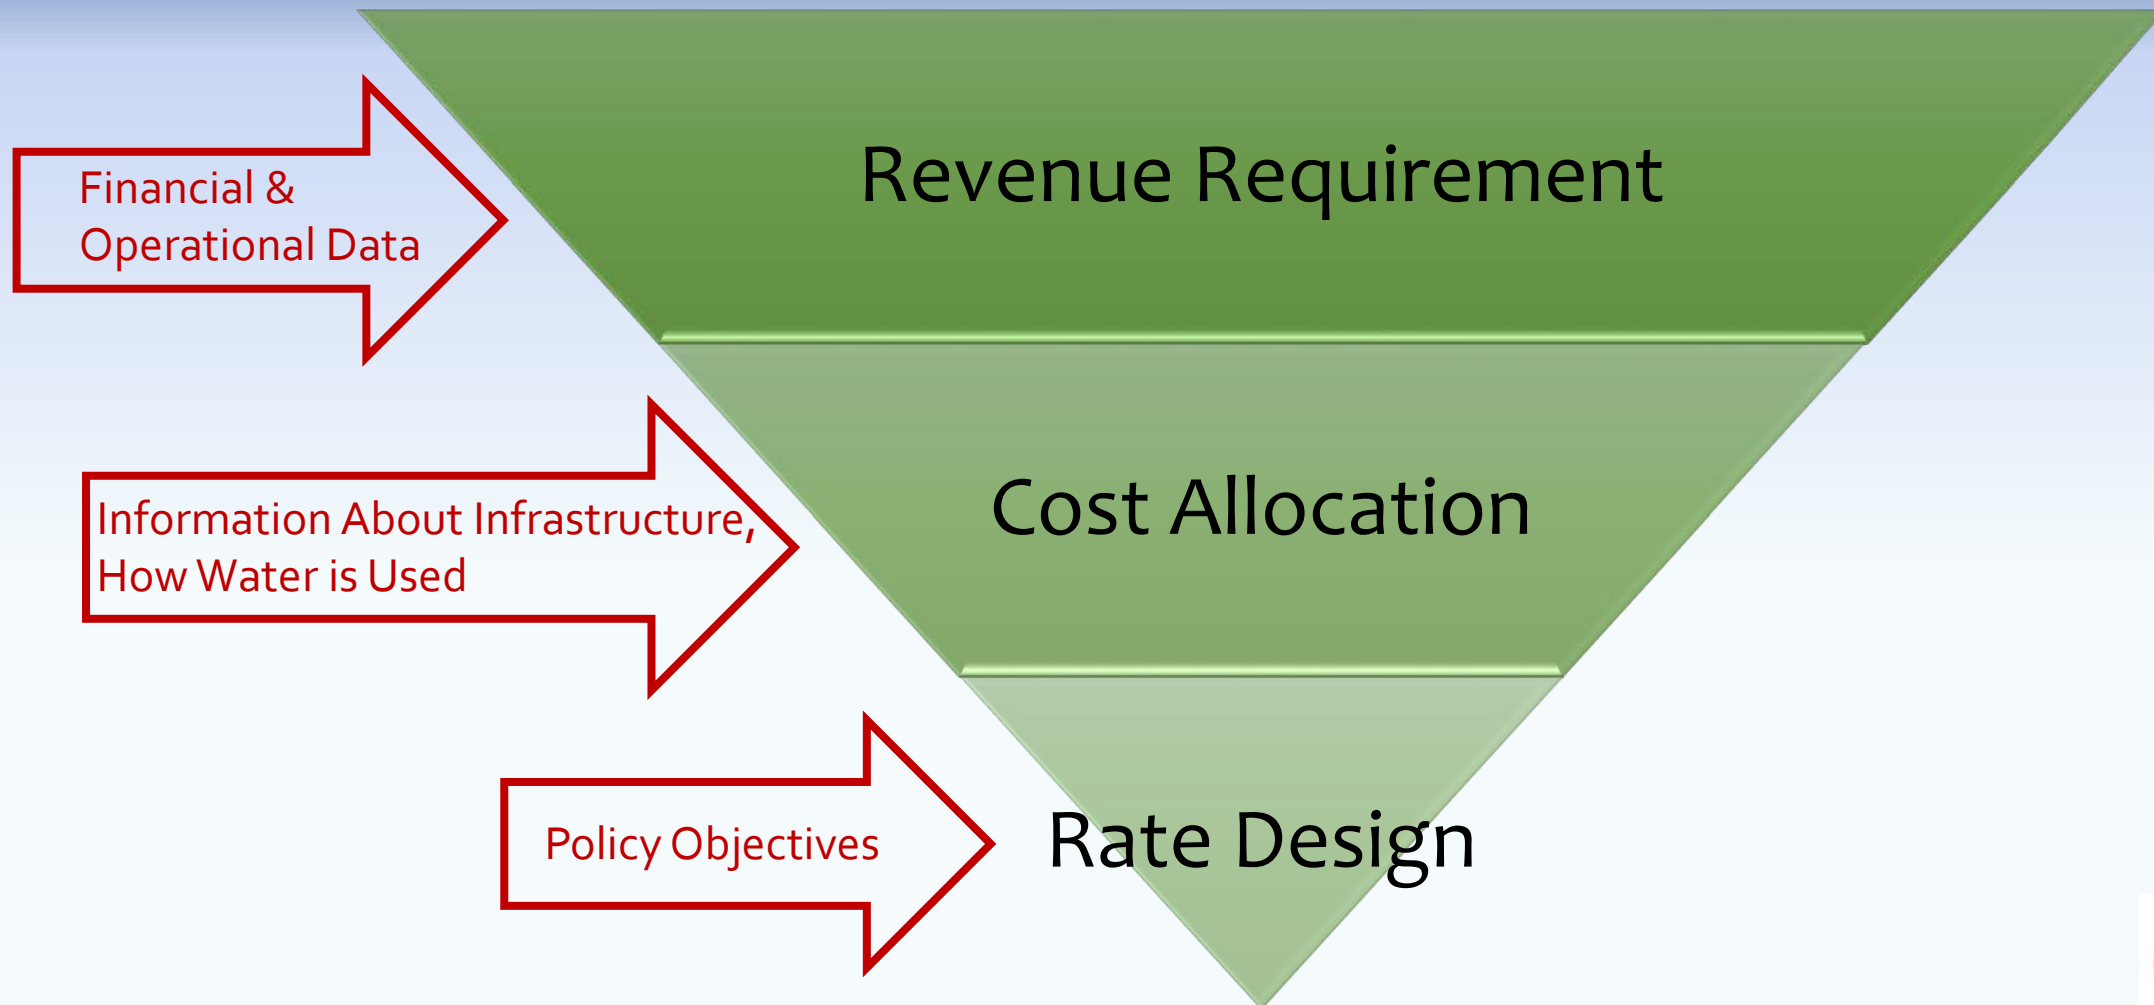 Revenue Requirement
Financial &
Operational Data
Cost Allocation
Information About Infrastructure,
How Water is Used
Rate Design
Policy Objectives